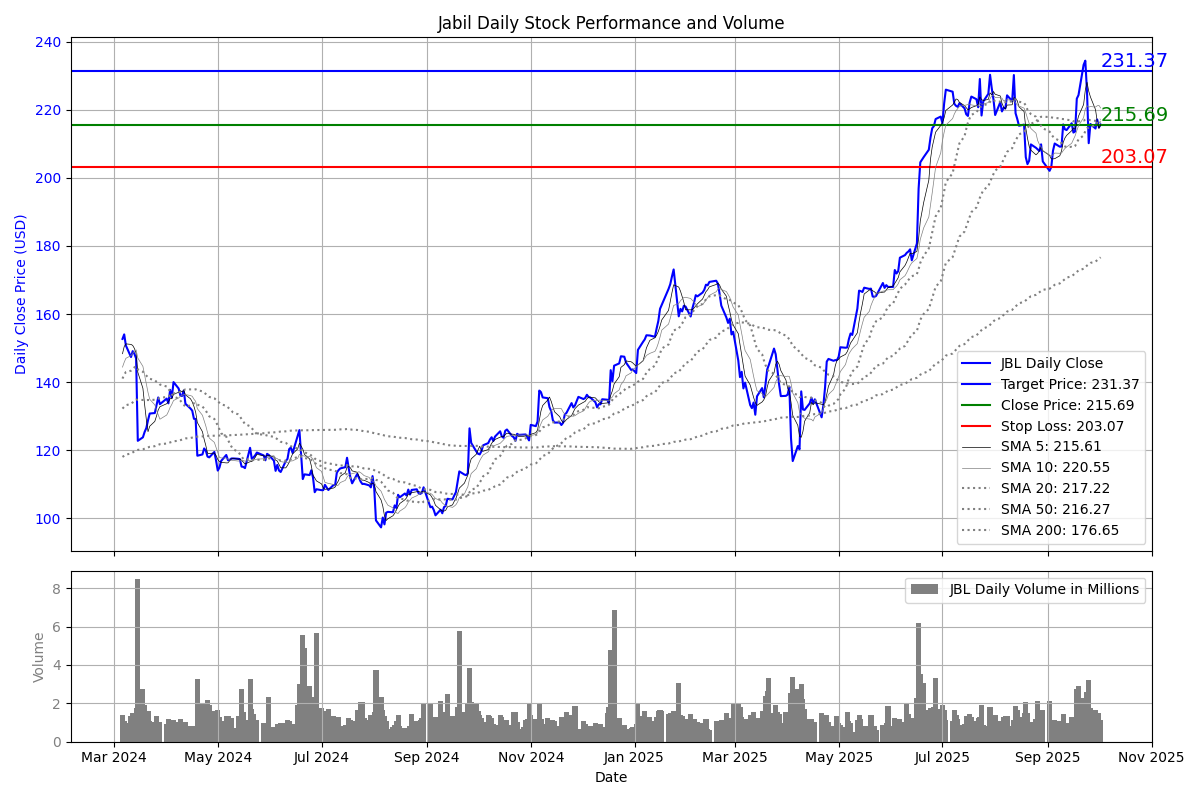 Jabil Daily Stock Performance and Volume
240
220
200
180
160
140
120
100
Daily Close Price (USD)
231.37
215.69
203.07
JBL Daily Close
Target Price: 231.37
Close Price: 215.69
Stop Loss: 203.07
SMA 5: 215.61
SMA 10: 220.55
SMA 20: 217.22
SMA 50: 216.27
SMA 200: 176.65
8
6
4
2
0
Volume
JBL Daily Volume in Millions
Mar 2024 May 2024 Jul 2024 Sep 2024 Nov 2024 Jan 2025 Mar 2025 May 2025 Jul 2025 Sep 2025 Nov 2025
Date